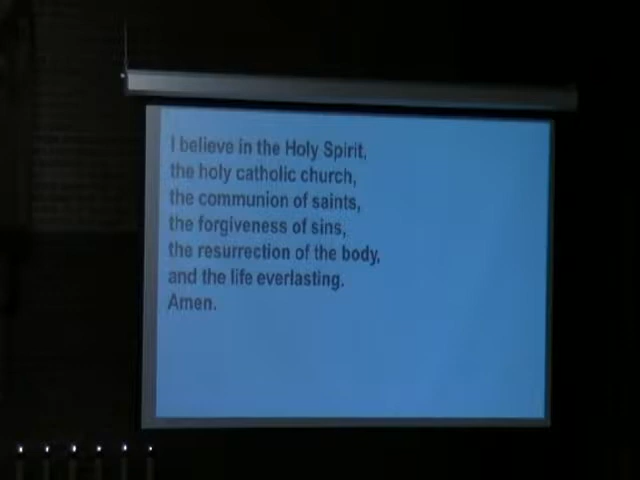 I believe in the Holy Spirit,
the holy catholic church,
the communion of saints,
the forgiveness of sins,
the resurrection of the body,
and the life everlasting.
Amen.